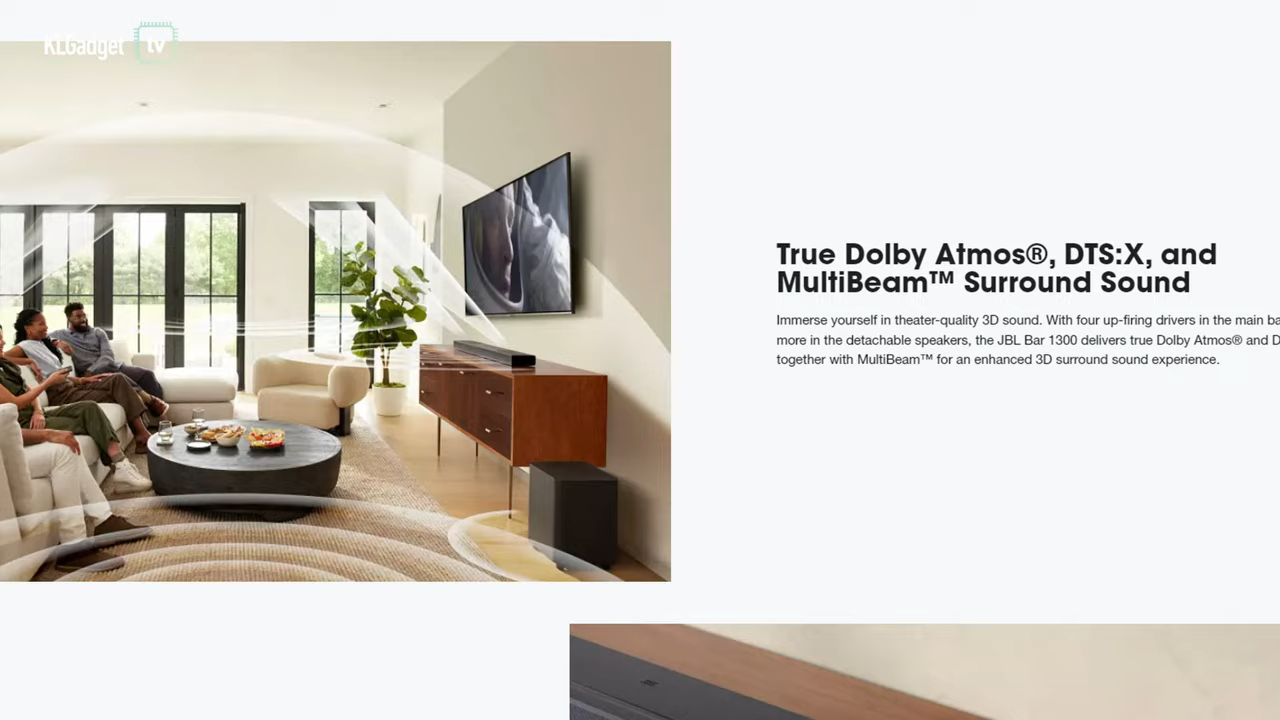 KLGadget tv
True Dolby Atmos®, DTS:X, and
MultiBeam™ Surround Sound
Immerse yourself in theater-quality 3D sound. With four up-firing drivers in the main ba
more in the detachable speakers, the JBL Bar 1300 delivers true Dolby Atmos® and D
together with MultiBeam™ for an enhanced 3D surround sound experience.